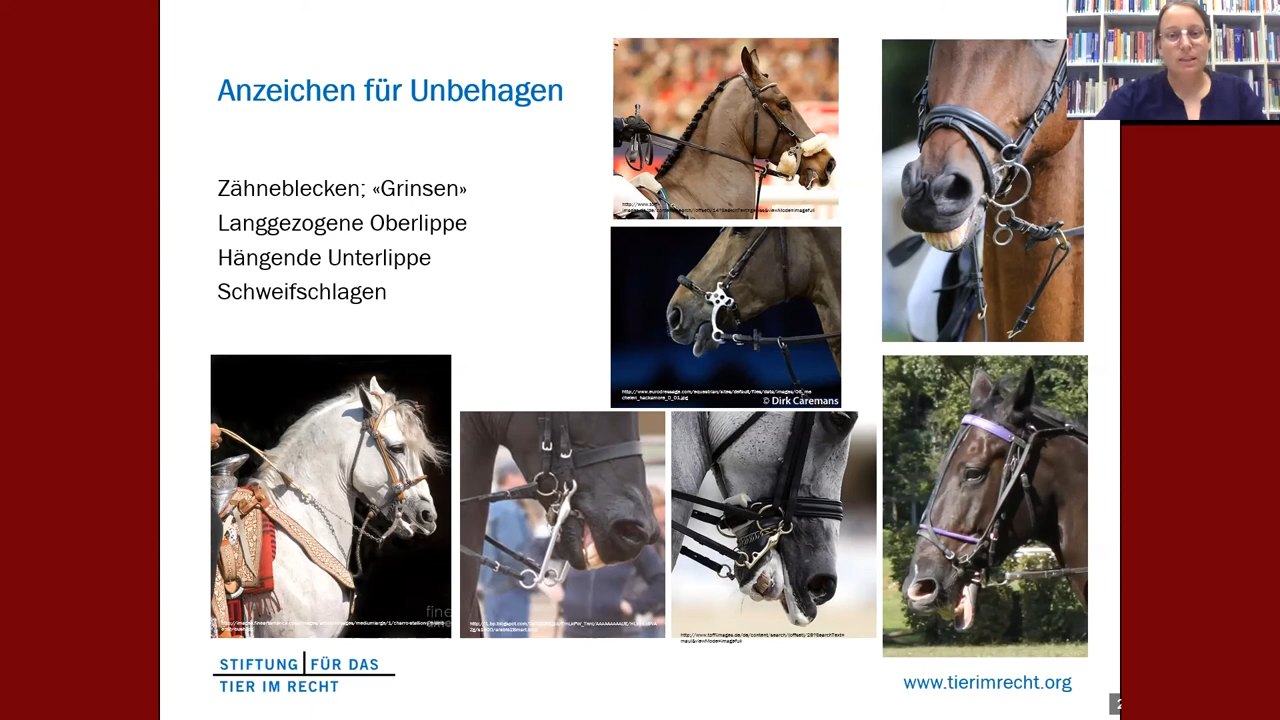 Anzeichen für Unbehagen
Zähneblecken; «Grinsen»
Langgezogene Oberlippe
Hängende Unterlippe
Schweifschlagen
© Dirk Caremans
fine
STIFTUNG FÜR DAS
TIER IM RECHT
www.tierimrecht.org